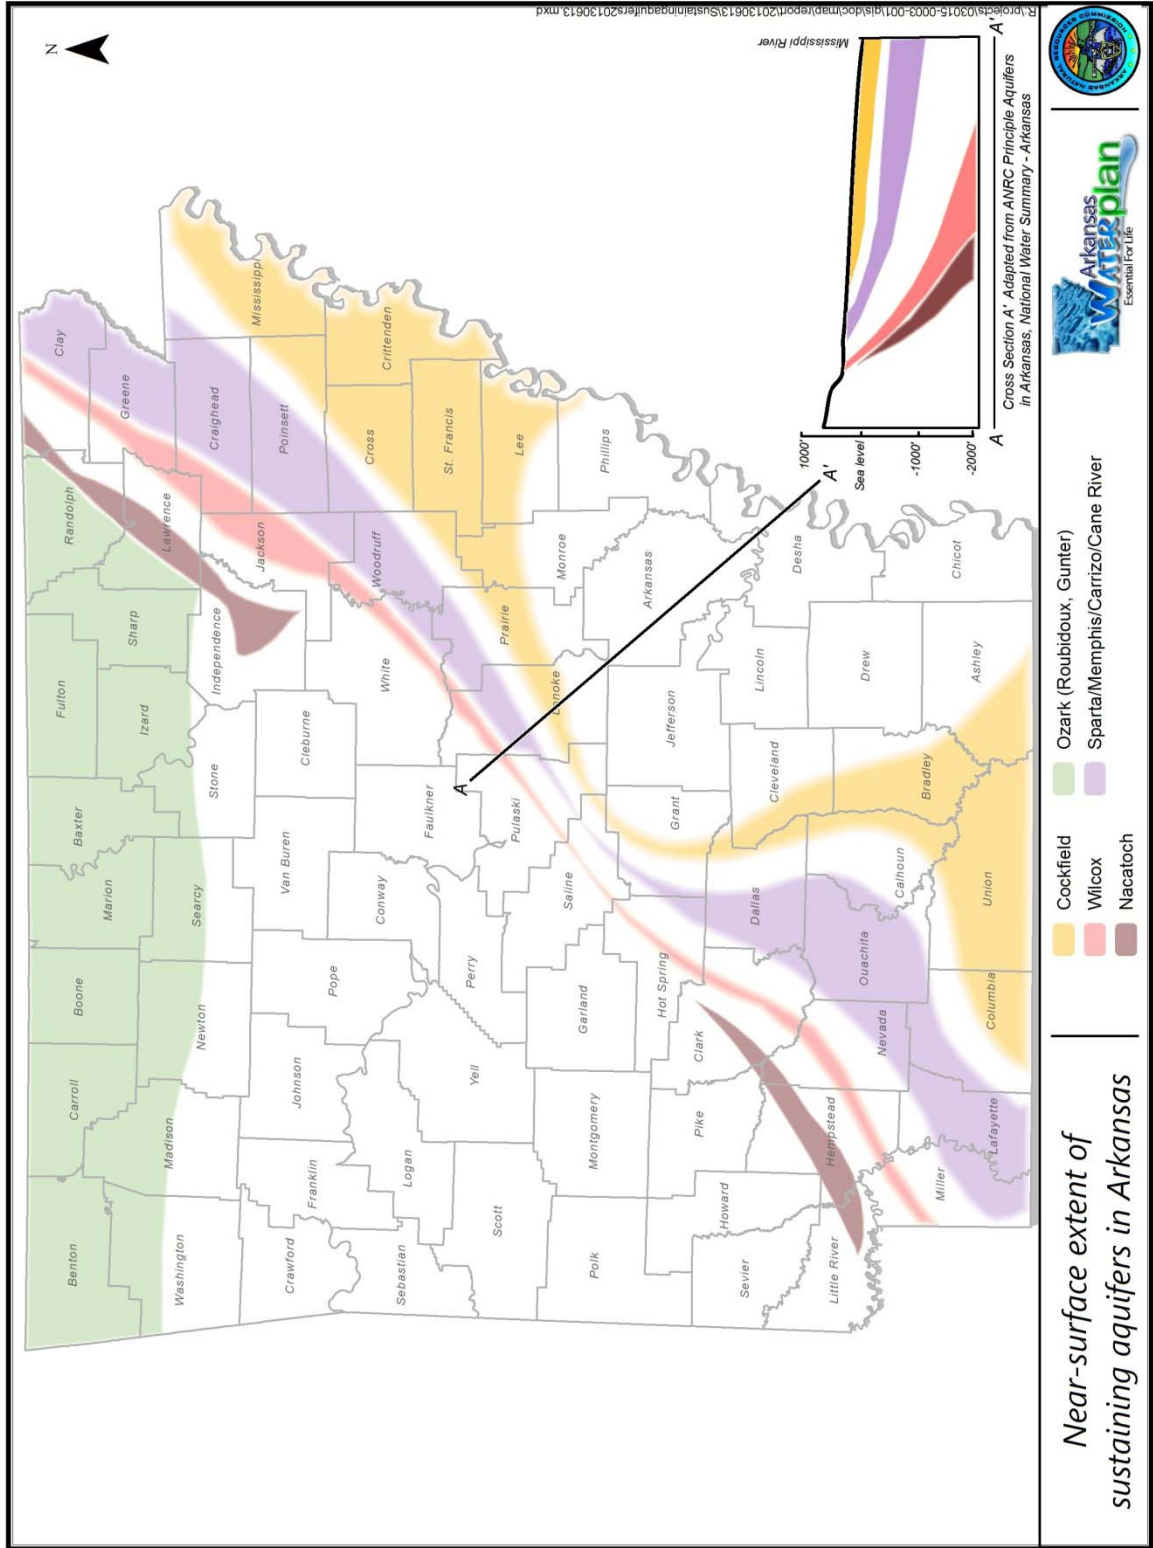 R:\projects\03015-0003-001\gis\doc\map\report\20130613\Sustainingaquifers20130613.mxd
N
Benton
Carroll
Boone
Marion
Baxter
Fulton
Randolph
Clay
Washington
Madison
Newton
Searcy
Stone
Izard
Sharp
Lawrence
Greene
Independence
Craighead
Mississippi
Crawford
Franklin
Johnson
Pope
Van Buren
Cleburne
Jackson
Poinsett
Sebastian
Logan
Conway
Faulkner
White
Woodruff
Cross
Crittenden
Scott
Yell
Perry
Pulaski
Prairie
St. Francis
Lee
Polk
Montgomery
Garland
Saline
Lonoke
Monroe
Phillips
Sevier
Howard
Pike
Clark
Hot Spring
Grant
Jefferson
Arkansas
Little River
Hempstead
Nevada
Ouachita
Dallas
Calhoun
Cleveland
Lincoln
Desha
Miller
Lafayette
Columbia
Union
Bradley
Drew
Ashley
Chicot
A
A'
Mississippi River
1000'
Sea level
-1000'
-2000'
A
A'
Cross Section A' Adapted from ANRC Principle Aquifers
in Arkansas, National Water Summary - Arkansas
Near-surface extent of
sustaining aquifers in Arkansas
Cockfield
Wilcox
Nacatoch
Ozark (Roubidoux, Gunter)
Sparta/Memphis/Carrizo/Cane River
Arkansas
WATERplan
Essential For Life
ARKANSAS NATURAL RESOURCES COMMISSION